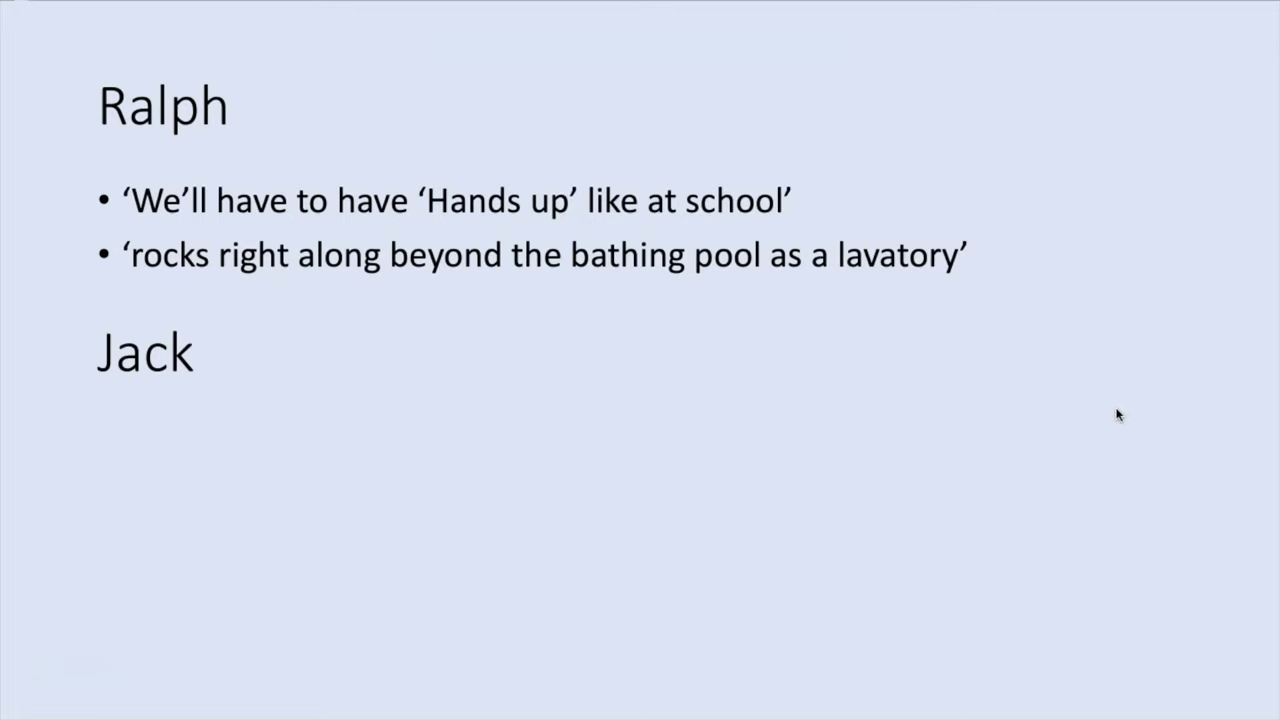 Ralph
• ‘We’ll have to have ‘Hands up’ like at school’
• ‘rocks right along beyond the bathing pool as a lavatory’
Jack